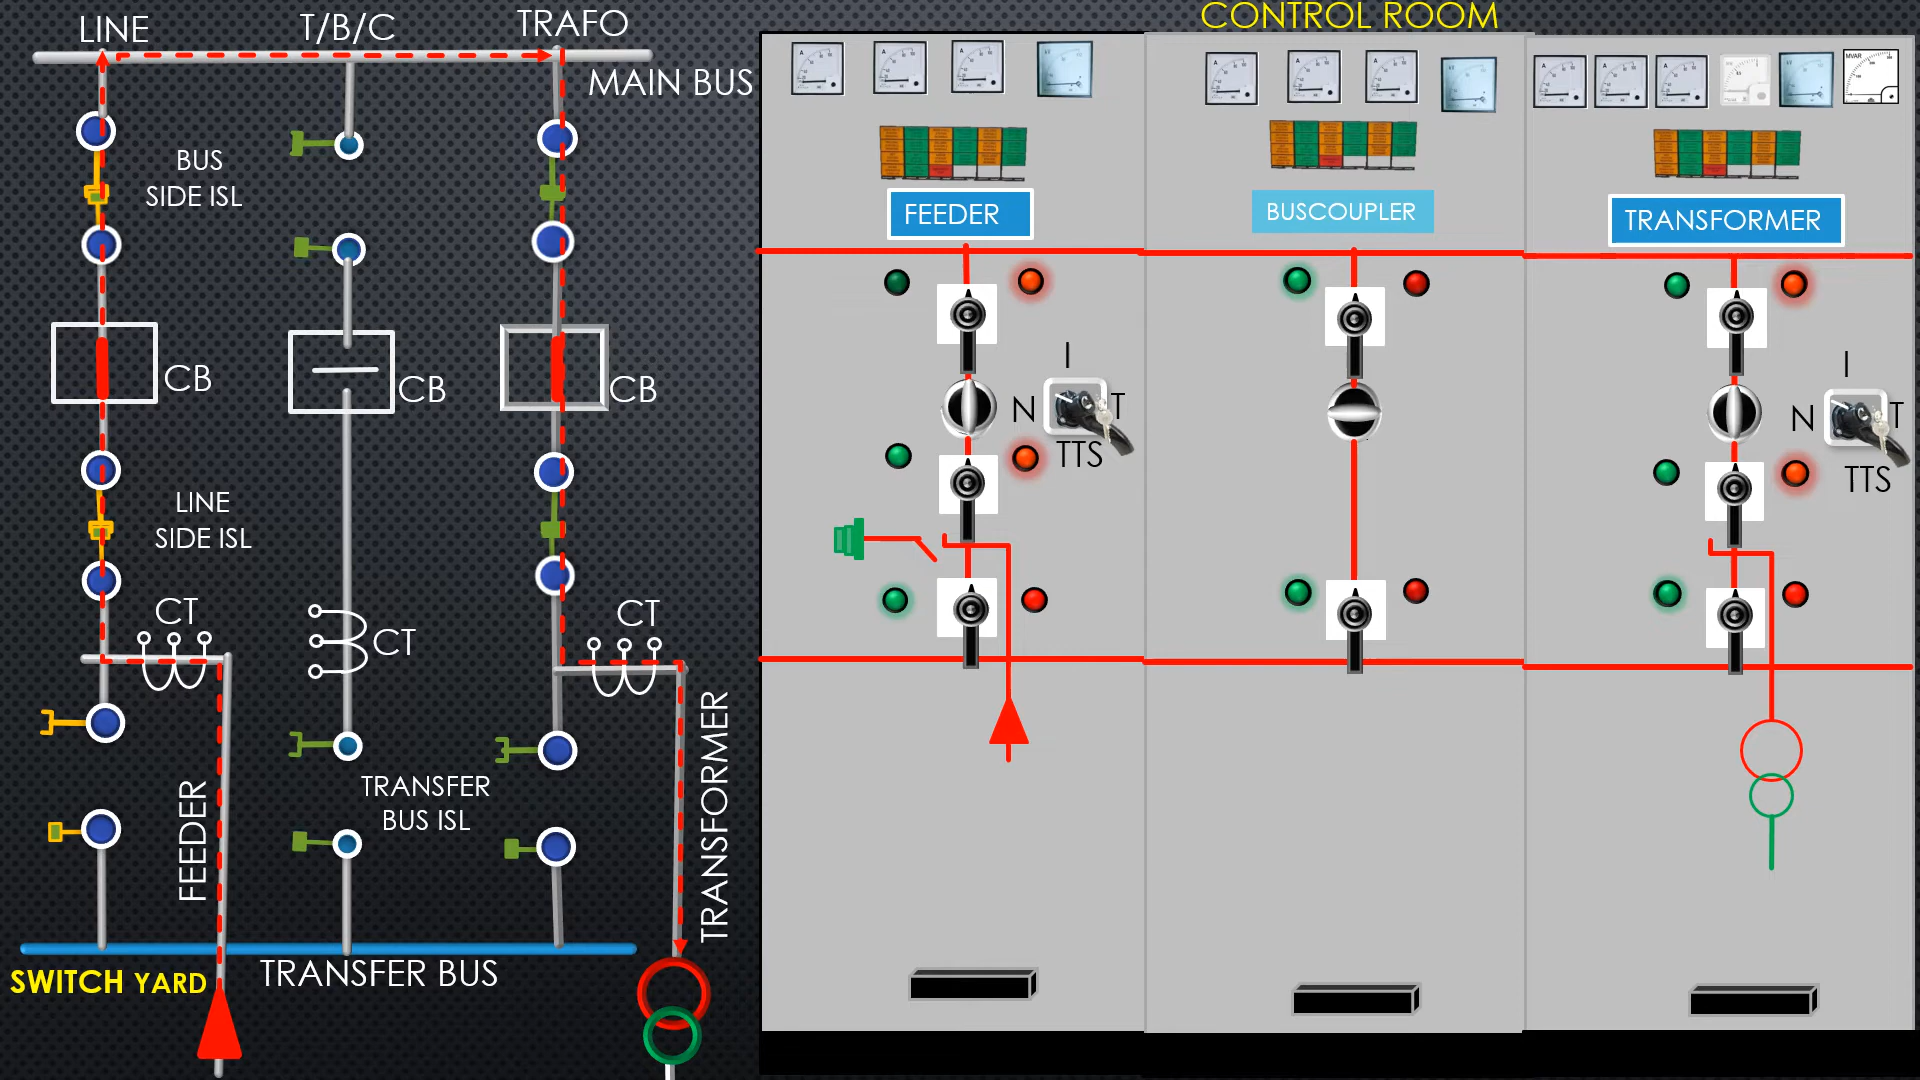 LINE
T/B/C
TRAFO
MAIN BUS
BUS
SIDE ISL
CB
CB
CB
LINE
SIDE ISL
CT
CT
CT
TRANSFER
BUS ISL
FEEDER
TRANSFORMER
SWITCH YARD
TRANSFER BUS
CONTROL ROOM
A
A
A
A
A
A
A
A
A
MVAR
FEEDER
BUSCOUPLER
TRANSFORMER
I
N
T
TTS
I
N
T
TTS